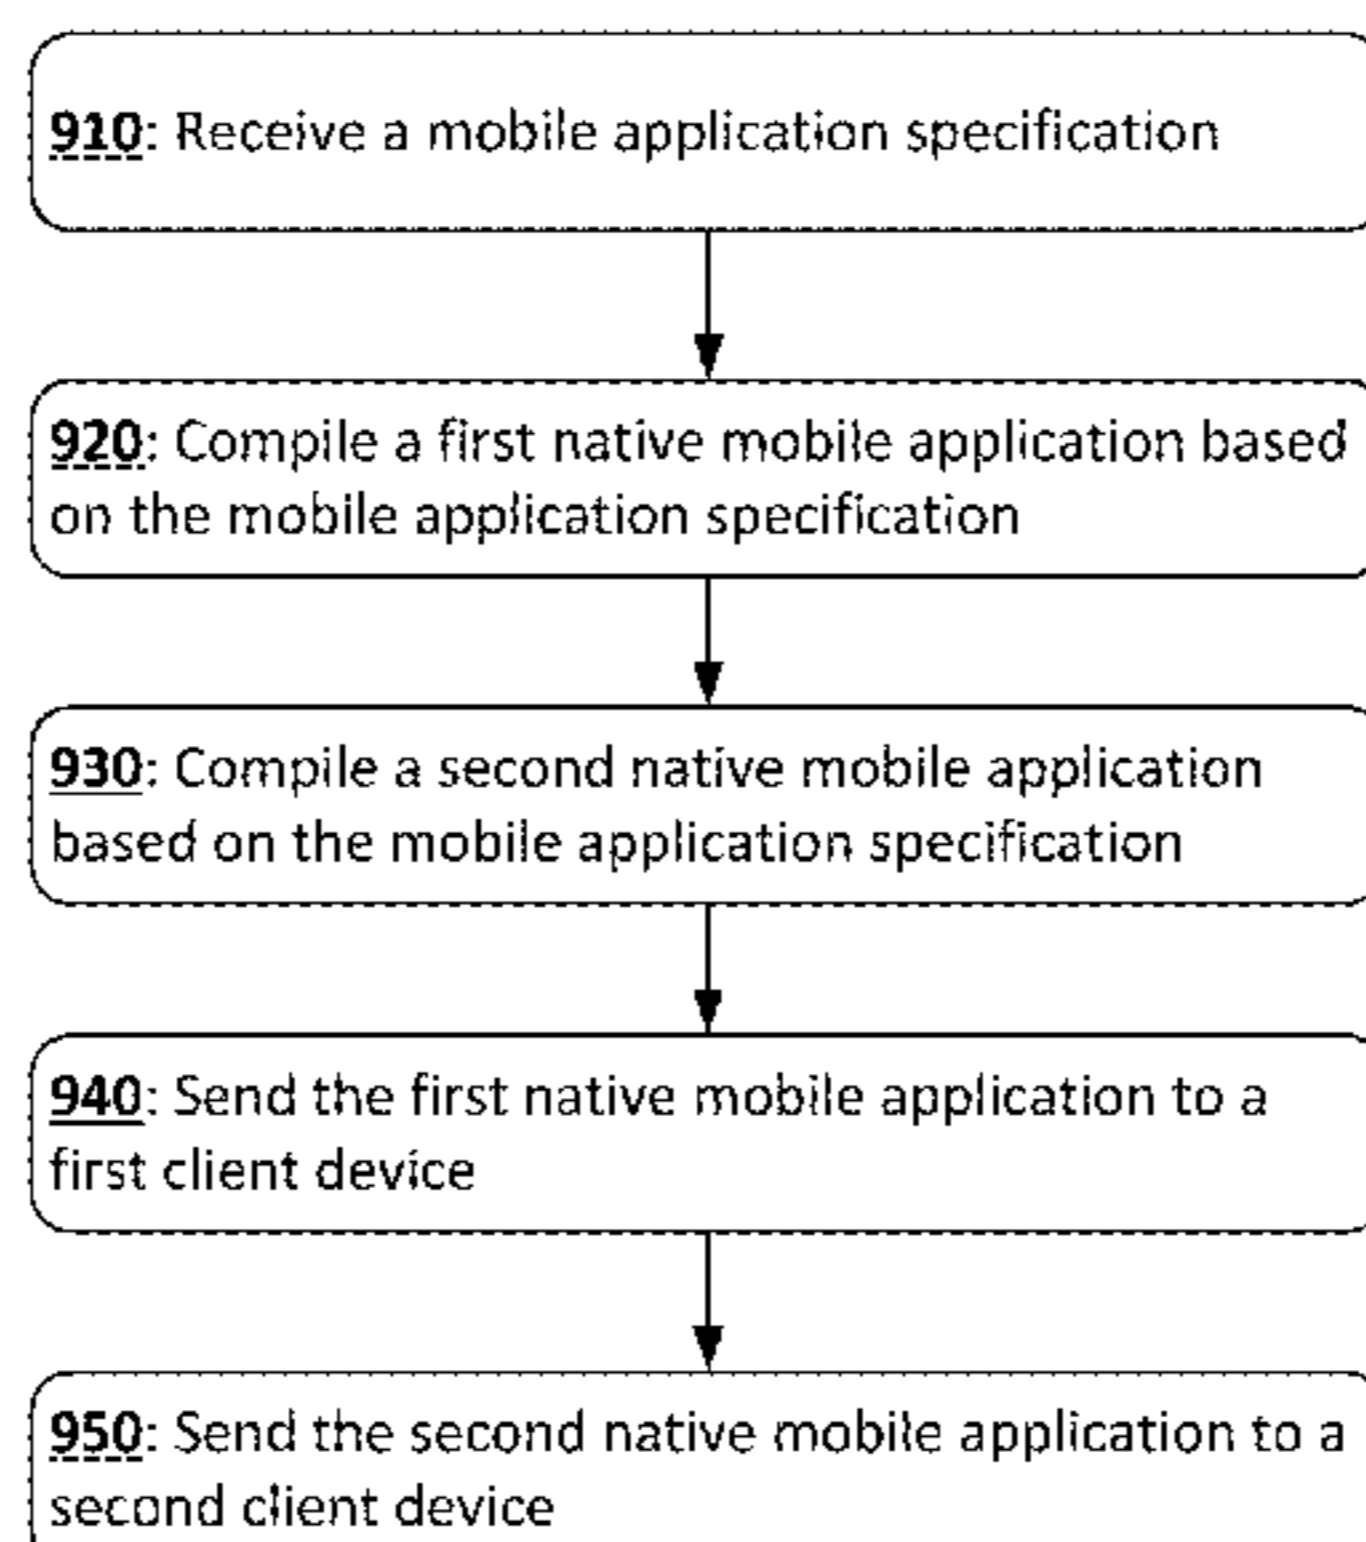 910: Receive a mobile application specification
920: Compile a first native mobile application based
on the mobile application specification
930: Compile a second native mobile application
based on the mobile application specification
940: Send the first native mobile application to a
first client device
950: Send the second native mobile application to a
second client device